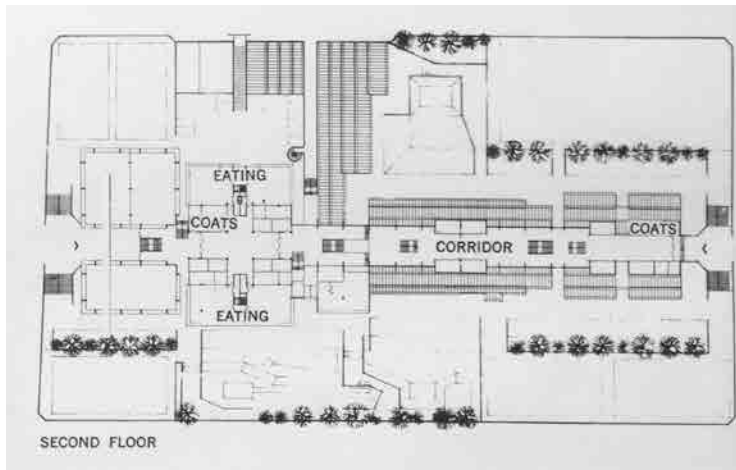 EATING
COATS
CORRIDOR
COATS
EATING
SECOND FLOOR